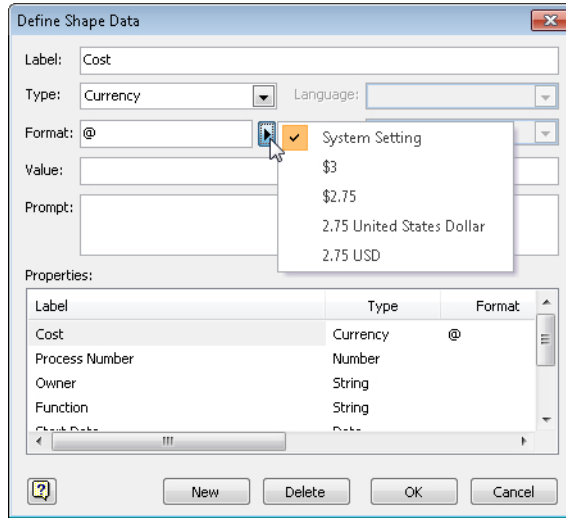 Define Shape Data
Label: Cost
Type: Currency Language:
Format: @
System Setting
$3
$2.75
2.75 United States Dollar
2.75 USD
Value:
Prompt:
Properties:
Label Type Format
Cost Currency @
Process Number Number
Owner String
Function String
New Delete OK Cancel